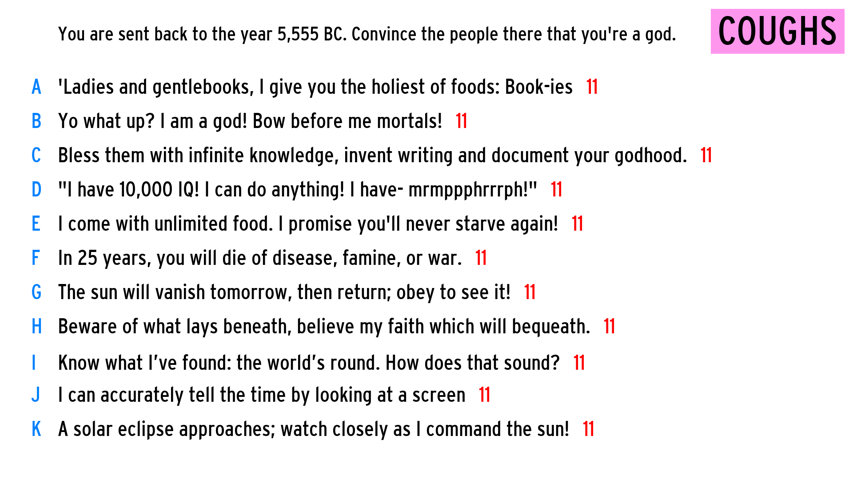 You are sent back to the year 5,555 BC. Convince the people there that you're a god.
COUGHS
A 'Ladies and gentlebooks, I give you the holiest of foods: Book-ies 11
B Yo what up? I am a god! Bow before me mortals! 11
C Bless them with infinite knowledge, invent writing and document your godhood. 11
D "I have 10,000 IQ! I can do anything! I have- mrmppphrrrph!" 11
E I come with unlimited food. I promise you'll never starve again! 11
F In 25 years, you will die of disease, famine, or war. 11
G The sun will vanish tomorrow, then return; obey to see it! 11
H Beware of what lays beneath, believe my faith which will bequeath. 11
I Know what I’ve found: the world’s round. How does that sound? 11
J I can accurately tell the time by looking at a screen 11
K A solar eclipse approaches; watch closely as I command the sun! 11